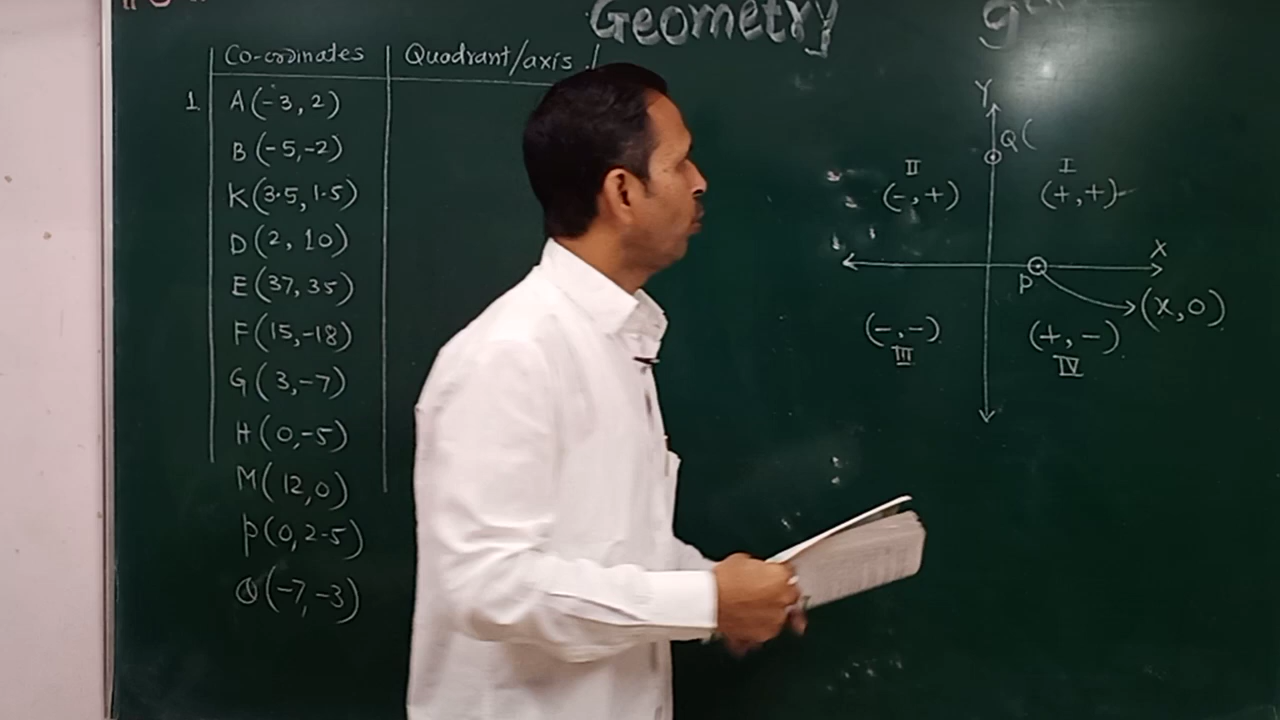 Geometry
Co-ordinates Quadrant/axis
1 A(-3, 2)
B(-5, -2)
K(3.5, 1.5)
D(2, 10)
E(37, 35)
F(15, -18)
G(3, -7)
H(0, -5)
M(12, 0)
P(0, 2.5)
Q(-7, -3)
Y
Q(
II I
(-, +) (+, +)
X
P
(x, 0)
(-, -) (+, -)
III IV